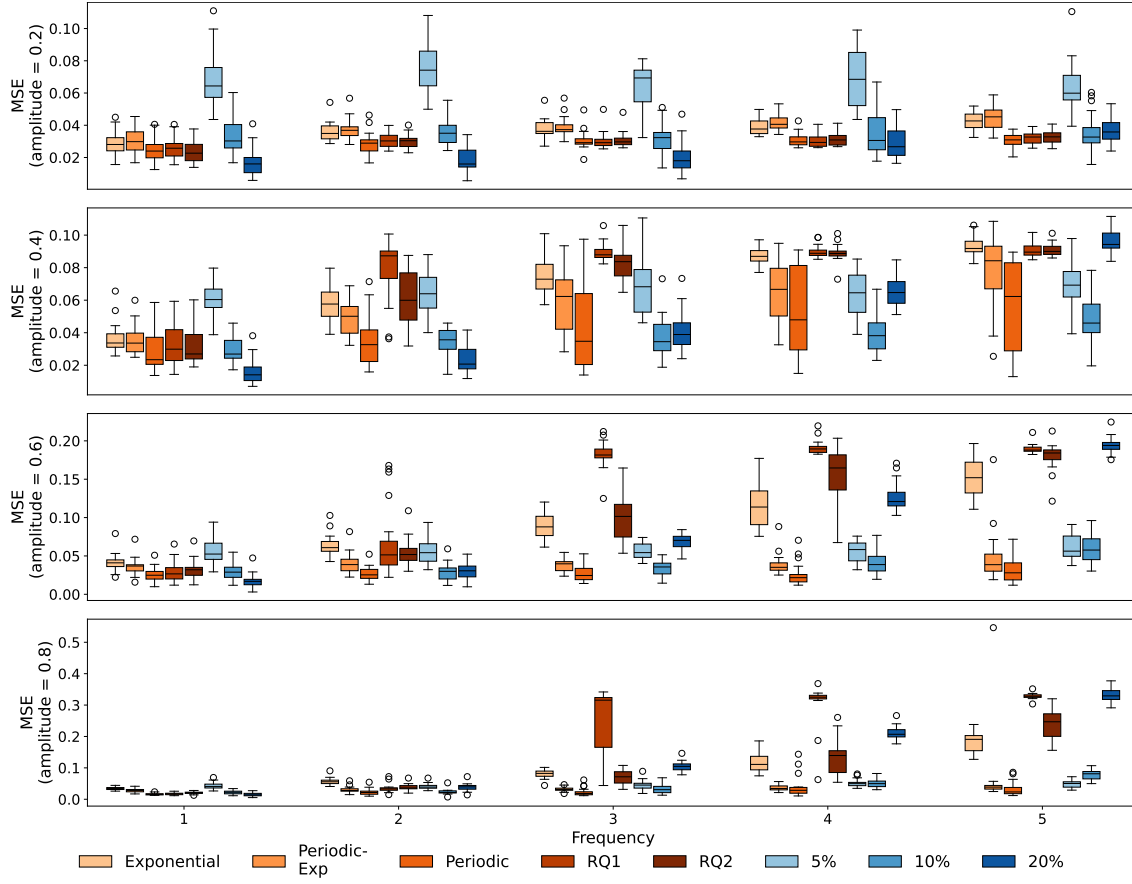 MSE
(amplitude = 0.2)
0.10
0.08
0.06
0.04
0.02
MSE
(amplitude = 0.4)
0.10
0.08
0.06
0.04
0.02
MSE
(amplitude = 0.6)
0.20
0.15
0.10
0.05
0.00
MSE
(amplitude = 0.8)
0.5
0.4
0.3
0.2
0.1
0.0
1 2 3 4 5
Frequency
Exponential Periodic-Exp Periodic RQ1 RQ2 5% 10% 20%